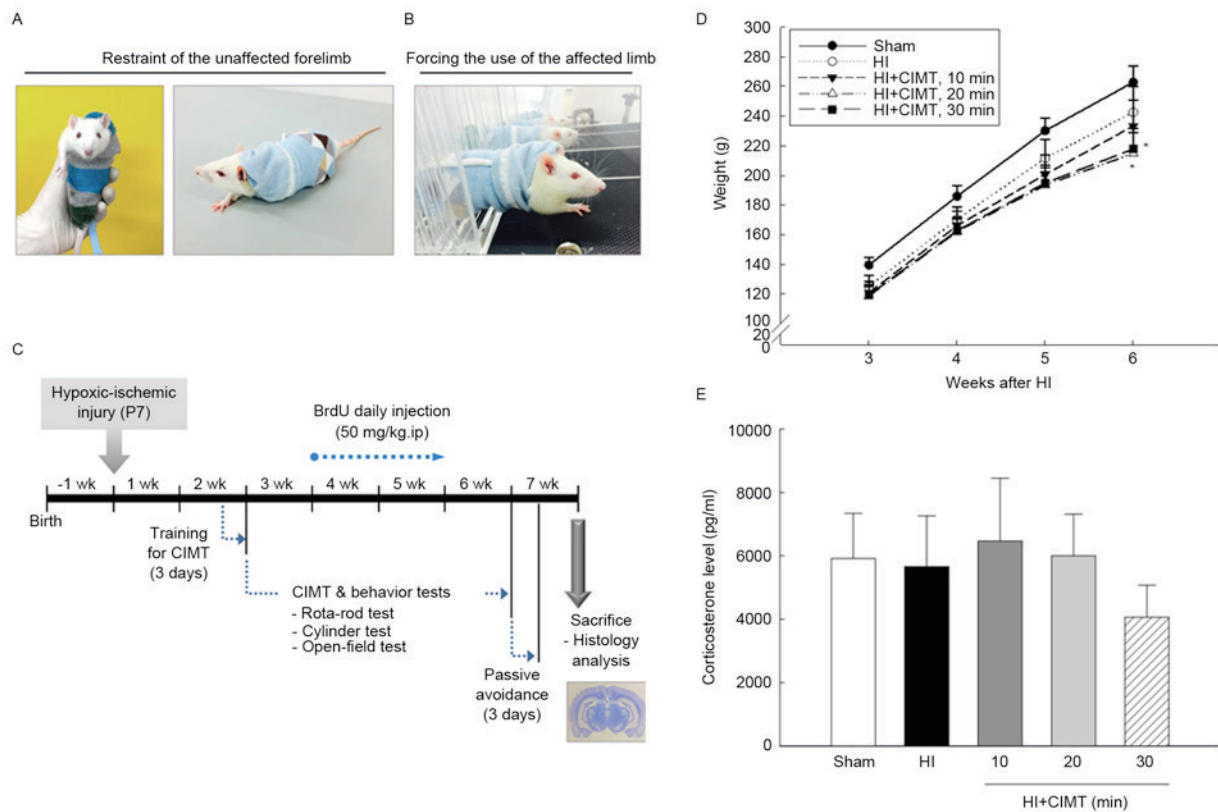 A
Restraint of the unaffected forelimb
B
Forcing the use of the affected limb
C
Hypoxic-ischemic
injury (P7)
BrdU daily injection
(50 mg/kg.ip)
-1 wk 1 wk 2 wk 3 wk 4 wk 5 wk 6 wk 7 wk
Birth
Training
for CIMT
(3 days)
CIMT & behavior tests
- Rota-rod test
- Cylinder test
- Open-field test
Passive
avoidance
(3 days)
Sacrifice
- Histology
analysis
D
Weight (g)
300
280
260
240
220
200
180
160
140
120
100
20
0
Sham
HI
HI+CIMT, 10 min
HI+CIMT, 20 min
HI+CIMT, 30 min
*
*
3 4 5 6
Weeks after HI
E
Corticosterone level (pg/ml)
10000
8000
6000
4000
2000
0
Sham HI 10 20 30
HI+CIMT (min)